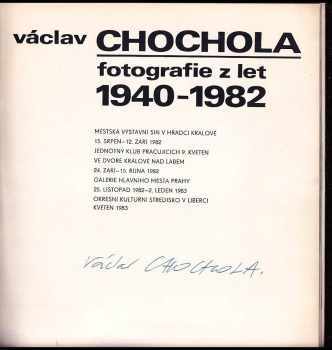 václav CHOCHOLA
fotografie z let
1940-1982
MĚSTSKÁ VÝSTAVNÍ SÍŇ V HRADCI KRÁLOVÉ
13. SRPEN–12. ZÁŘÍ 1982
JEDNOTNÝ KLUB PRACUJÍCÍCH 9. KVĚTEN
VE DVOŘE KRÁLOVÉ NAD LABEM
24. ZÁŘÍ–15. ŘÍJNA 1982
GALERIE HLAVNÍHO MĚSTA PRAHY
25. LISTOPAD 1982–2. LEDEN 1983
OKRESNÍ KULTURNÍ STŘEDISKO V LIBERCI
KVĚTEN 1983
Václav CHOCHOLA.